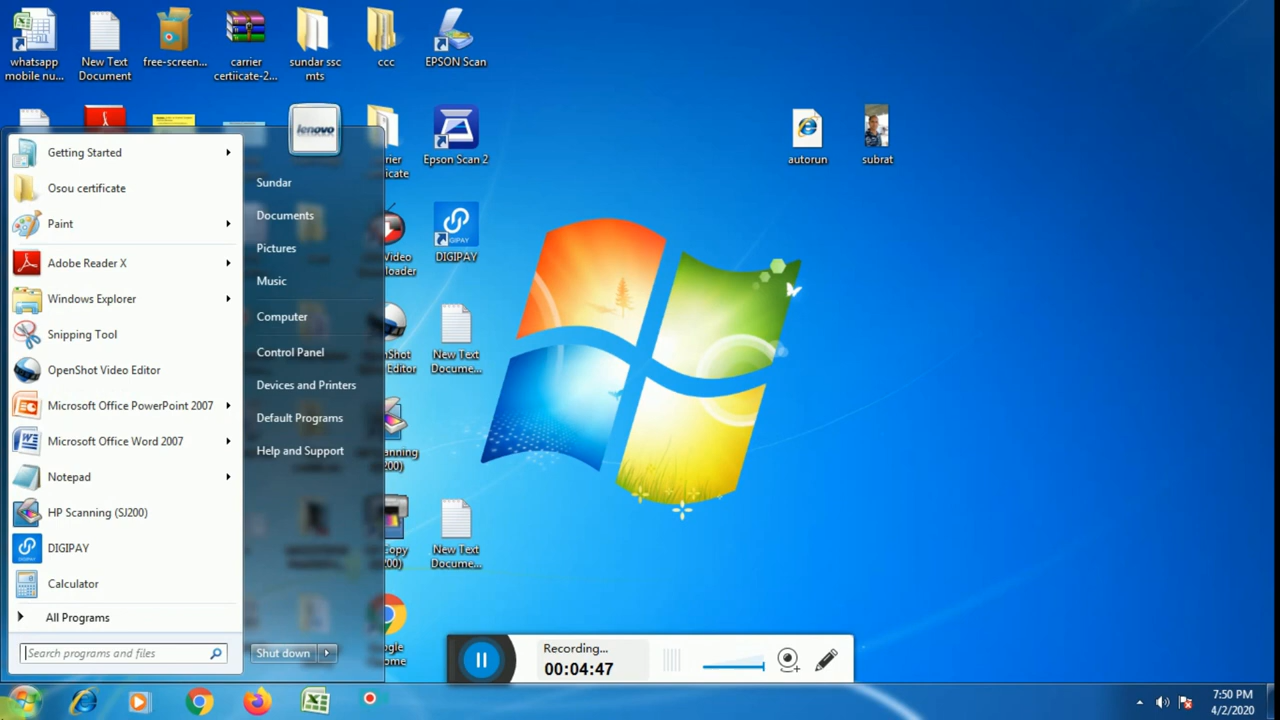 whatsapp
mobile nu...
New Text
Document
free-screen...
carrier
certiicate-2...
sundar ssc
mts
ccc
EPSON Scan
lenovo
Epson Scan 2
autorun
subrat
DIGIPAY
New Text
Docume...
New Text
Docume...
Getting Started
Osou certificate
Paint
Adobe Reader X
Windows Explorer
Snipping Tool
OpenShot Video Editor
Microsoft Office PowerPoint 2007
Microsoft Office Word 2007
Notepad
HP Scanning (SJ200)
DIGIPAY
Calculator
All Programs
Search programs and files
Sundar
Documents
Pictures
Music
Computer
Control Panel
Devices and Printers
Default Programs
Help and Support
Shut down
Recording...
00:04:47
7:50 PM
4/2/2020